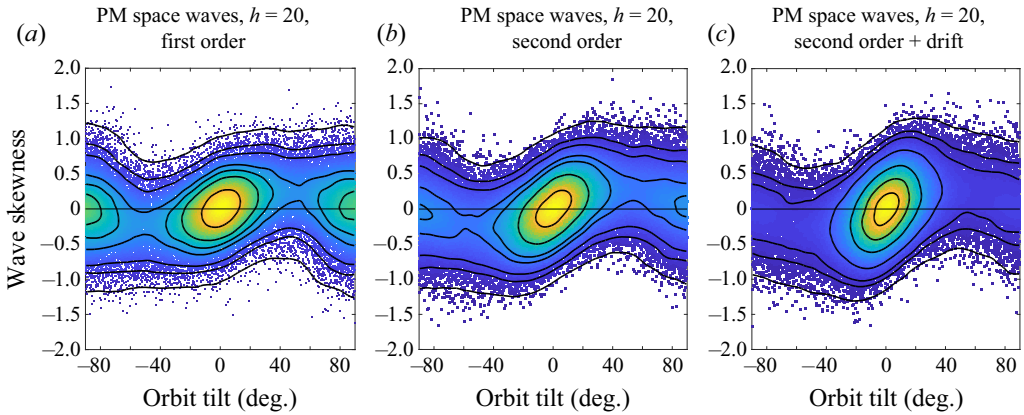 (a) PM space waves, h = 20,
first order
(b) PM space waves, h = 20,
second order
(c) PM space waves, h = 20,
second order + drift
Wave skewness
2.0
1.5
1.0
0.5
0
−0.5
−1.0
−1.5
−2.0
−80 −40 0 40 80
Orbit tilt (deg.)
2.0
1.5
1.0
0.5
0
−0.5
−1.0
−1.5
−2.0
−80 −40 0 40 80
Orbit tilt (deg.)
2.0
1.5
1.0
0.5
0
−0.5
−1.0
−1.5
−2.0
−80 −40 0 40 80
Orbit tilt (deg.)